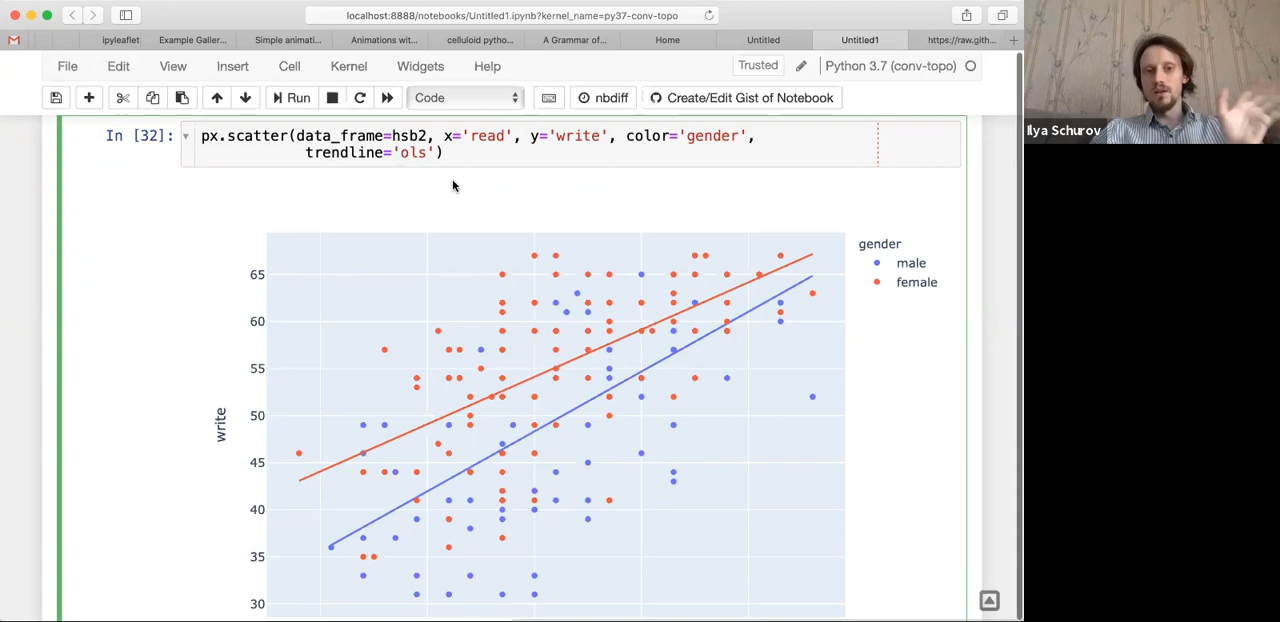 localhost:8888/notebooks/Untitled1.ipynb?kernel_name=py37-conv-topo
ipyleaflet Example Galler... Simple animati... Animations wit... celluloid pytho... A Grammar of... Home Untitled Untitled1 https://raw.gith...
File Edit View Insert Cell Kernel Widgets Help Trusted Python 3.7 (conv-topo)
Run Code nbdiff Create/Edit Gist of Notebook
Ilya Schurov
In [32]: px.scatter(data_frame=hsb2, x='read', y='write', color='gender',
trendline='ols')
gender
male
female
65
60
55
50
write
45
40
35
30